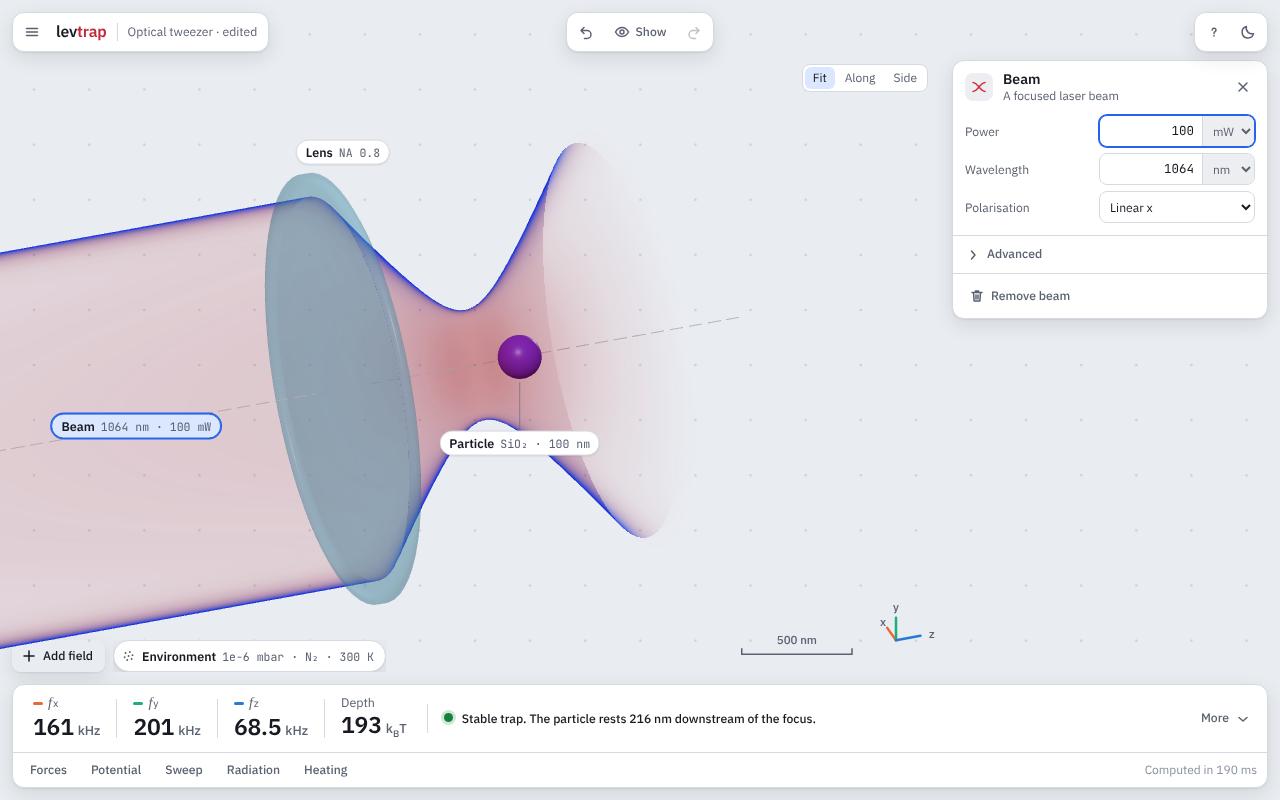 levtrap Optical tweezer · edited
Show
?
Fit Along Side
Beam
A focused laser beam
Power 100 mW
Wavelength 1064 nm
Polarisation Linear x
Advanced
Remove beam
Lens NA 0.8
Beam 1064 nm · 100 mW
Particle SiO₂ · 100 nm
500 nm
y
x
z
Add field
Environment 1e-6 mbar · N₂ · 300 K
fx
161 kHz
fy
201 kHz
fz
68.5 kHz
Depth
193 kBT
Stable trap. The particle rests 216 nm downstream of the focus.
More
Forces Potential Sweep Radiation Heating
Computed in 190 ms